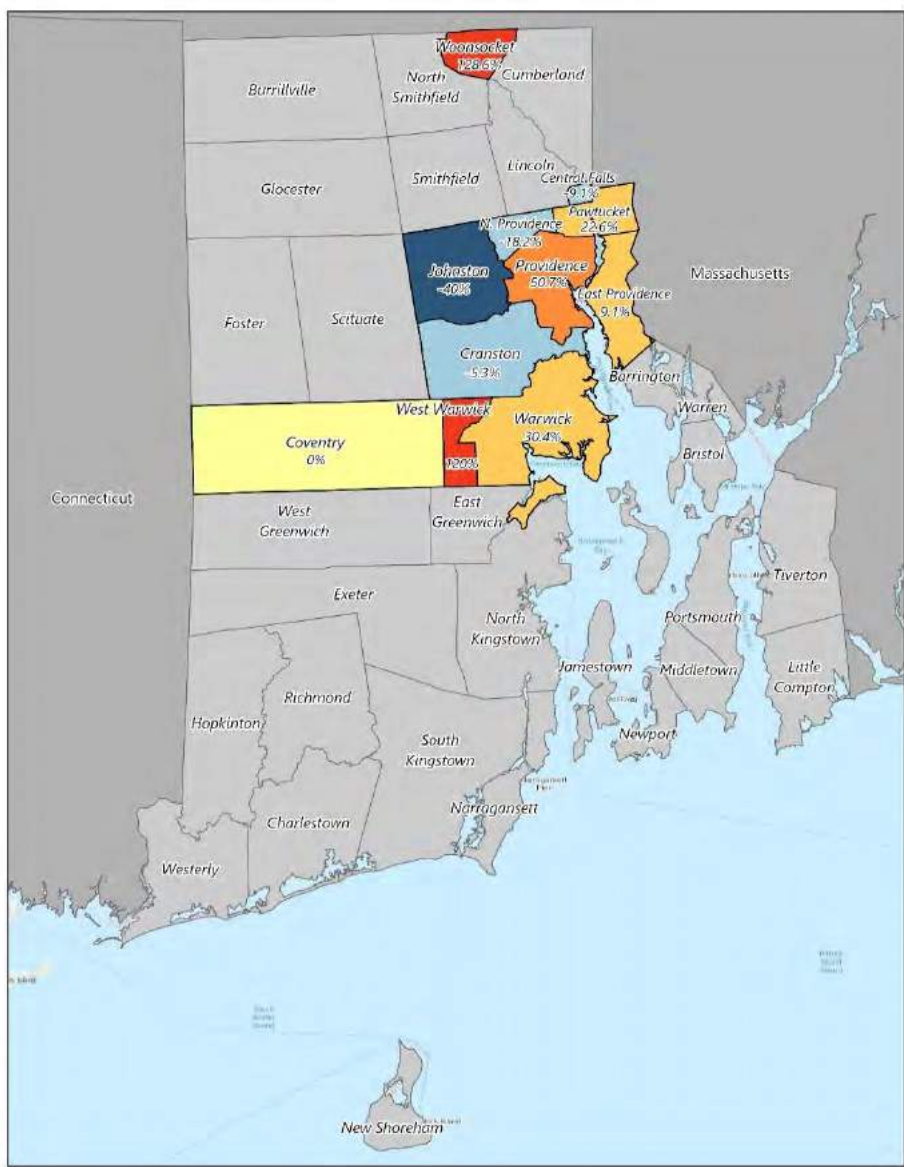 Woonsocket
128.6%
Burrillville
North
Smithfield
Cumberland
Glocester
Smithfield
Lincoln
Central Falls
-9.1%
Pawtucket
22.6%
N. Providence
-18.2%
Johnston
-40%
Providence
50.7%
Massachusetts
East Providence
9.1%
Foster
Scituate
Cranston
-5.3%
Barrington
Warren
West Warwick
120%
Warwick
30.4%
Coventry
0%
Bristol
Connecticut
West
Greenwich
East
Greenwich
Exeter
Tiverton
North
Kingstown
Portsmouth
Jamestown
Middletown
Little
Compton
Richmond
Hopkinton
South
Kingstown
Newport
Narragansett
Charlestown
Westerly
New Shoreham